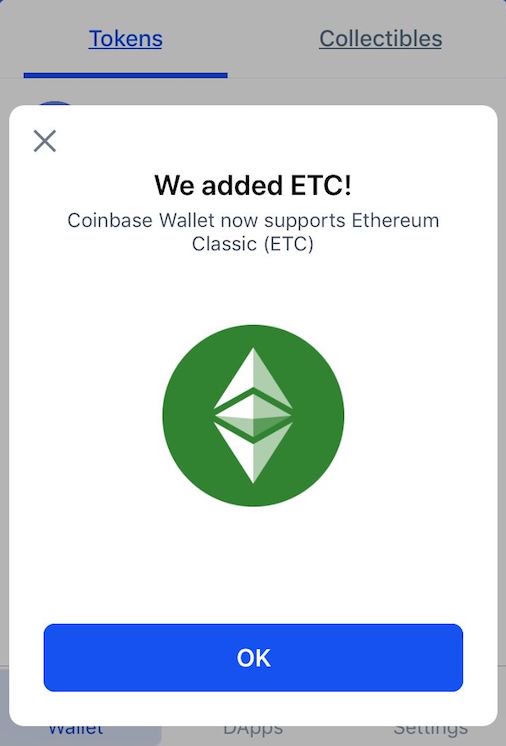 Tokens
Collectibles
We added ETC!
Coinbase Wallet now supports Ethereum
Classic (ETC)
OK
Wallet
DApps
Settings